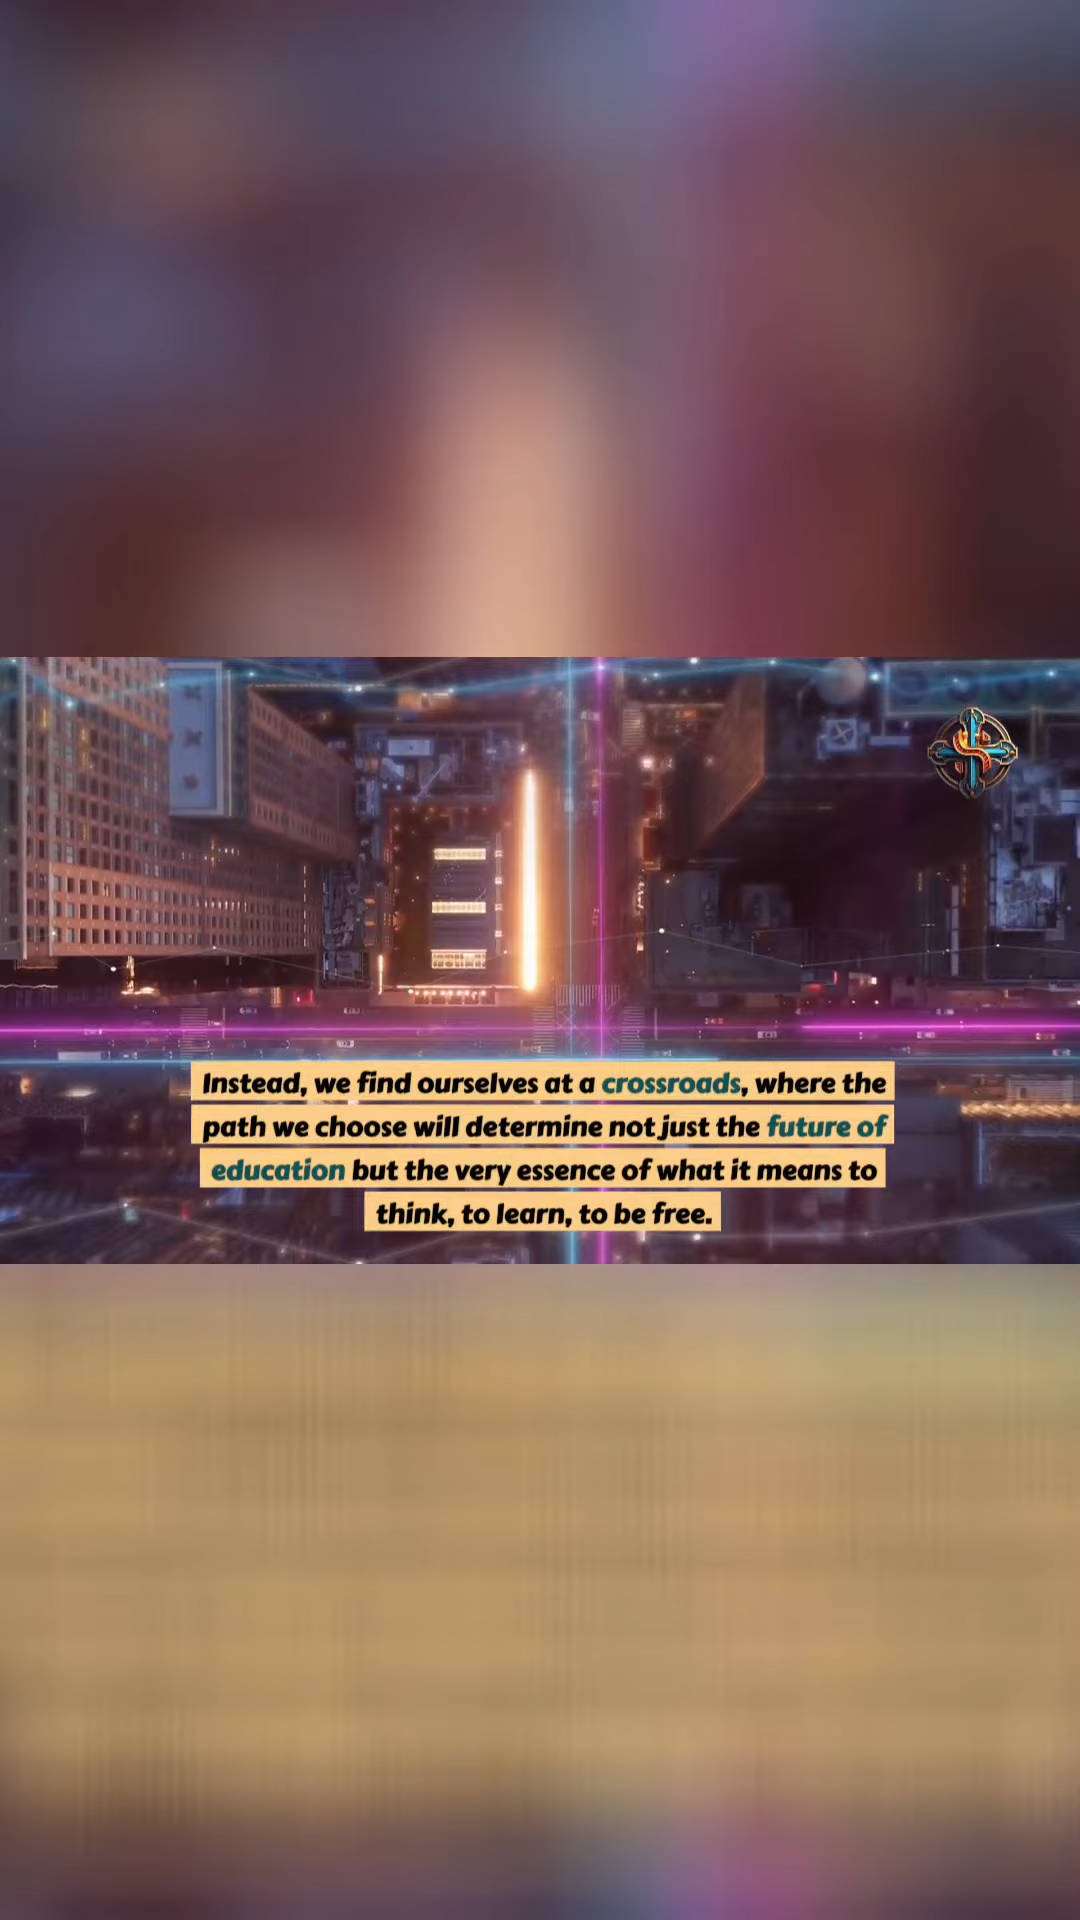 Instead, we find ourselves at a crossroads, where the
path we choose will determine not just the future of
education but the very essence of what it means to
think, to learn, to be free.